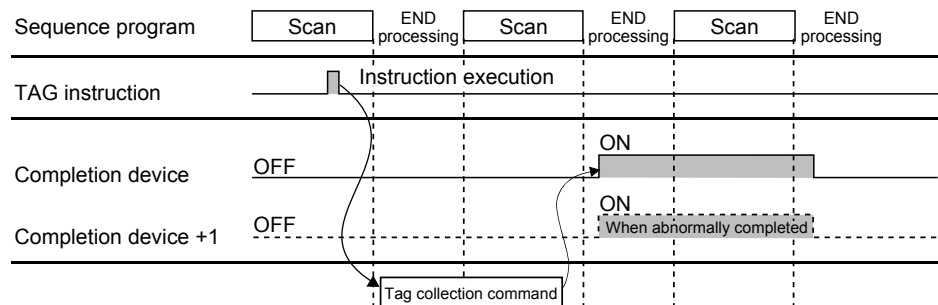 Sequence program Scan END processing Scan END processing Scan END processing
TAG instruction Instruction execution
ON
Completion device OFF
ON
Completion device +1 OFF When abnormally completed
Tag collection command